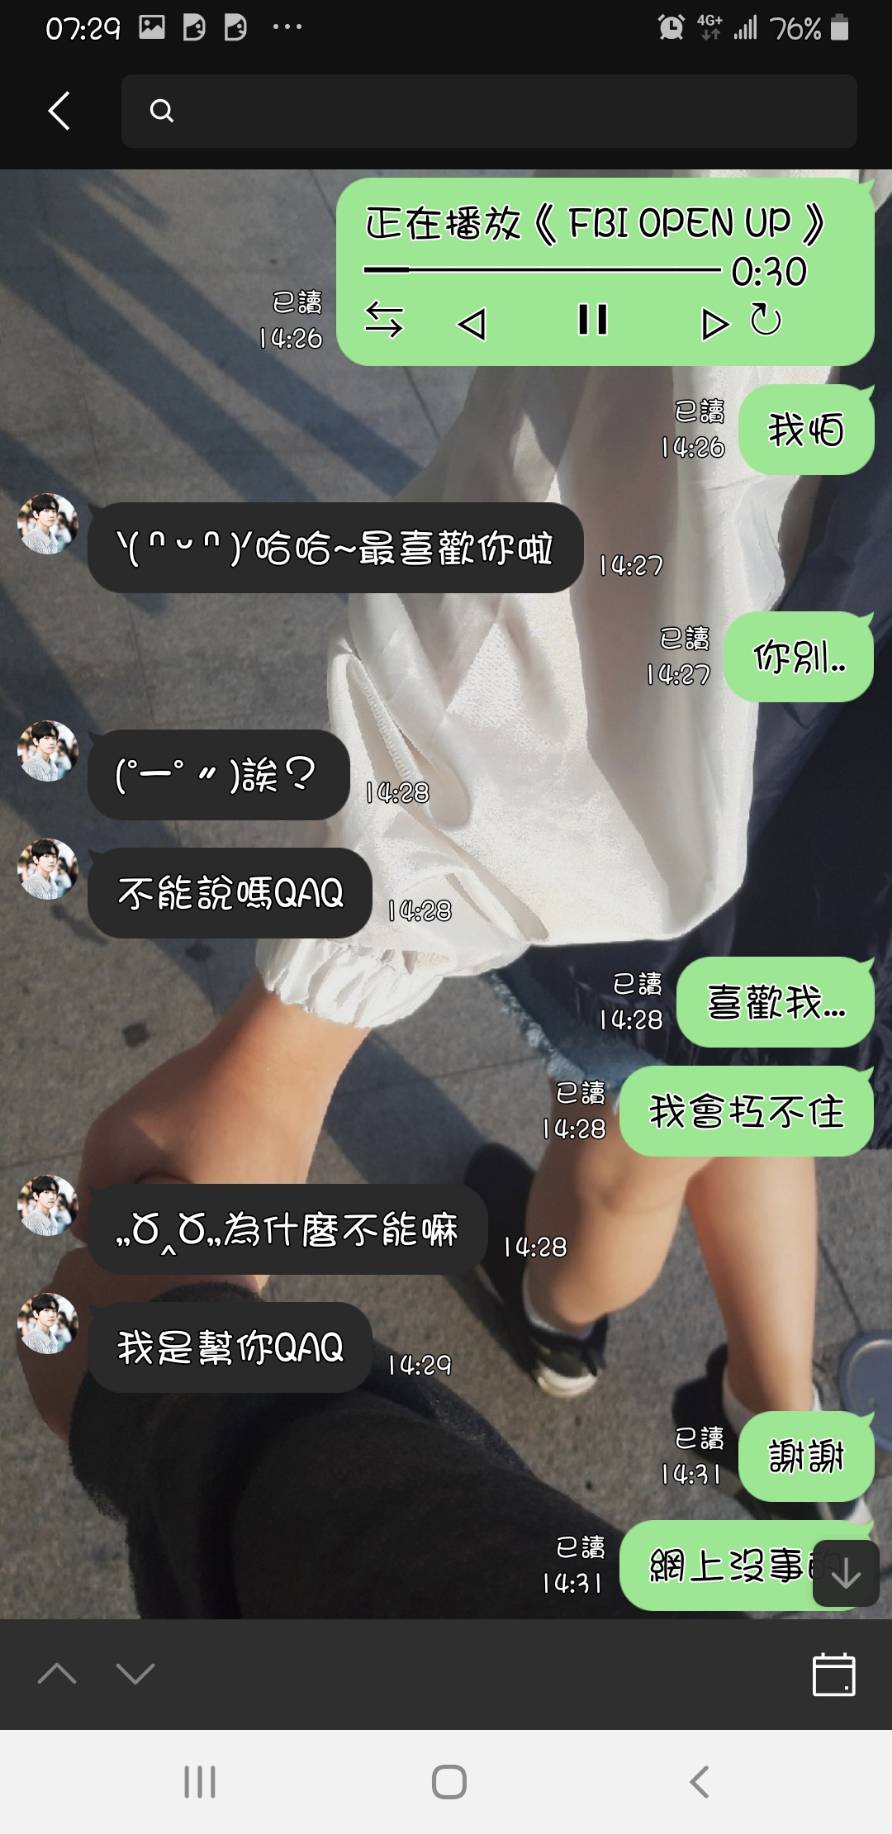 07:29
4G+
76%
正在播放《 FBI OPEN UP 》
0:30
已讀
14:26
我怕
已讀
14:26
\(ᐢ ᵕ ᐢ)/哈哈~最喜歡你啦
14:27
你別..
已讀
14:27
(°ー°〃)誒？
14:28
不能說嗎QAQ
14:28
喜歡我...
已讀
14:28
我會扛不住
已讀
14:28
„ŏ‸ŏ„為什麼不能嘛
14:28
我是幫你QAQ
14:29
謝謝
已讀
14:31
網上沒事
已讀
14:31